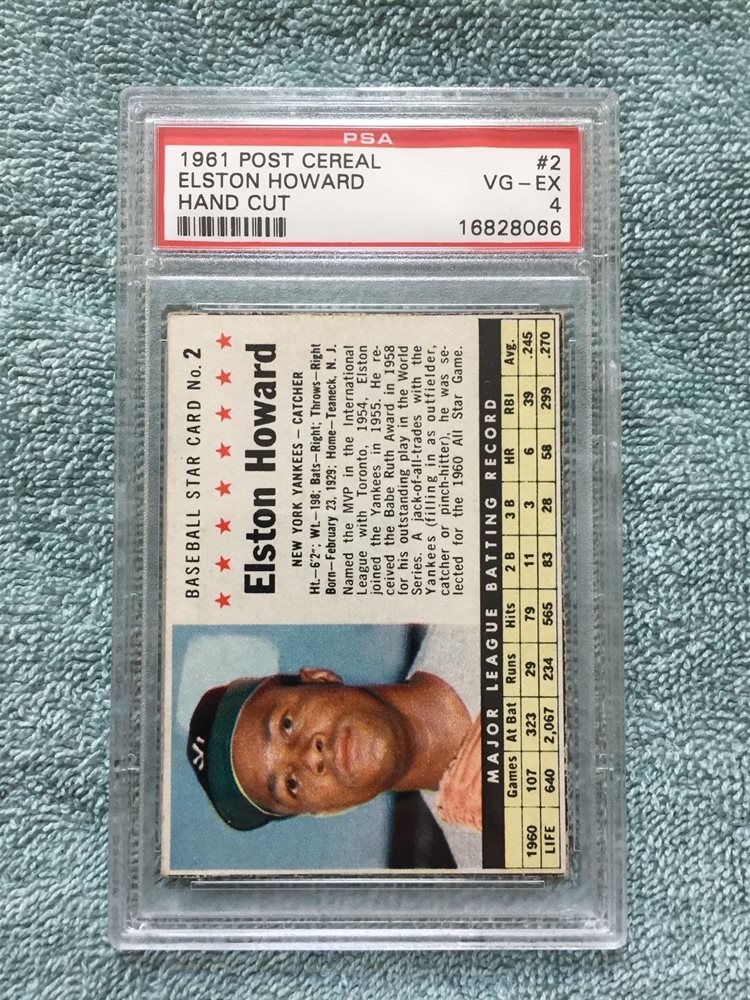 PSA
1961 POST CEREAL #2
ELSTON HOWARD VG-EX
HAND CUT 4
16828066
BASEBALL STAR CARD No. 2
Elston Howard
NEW YORK YANKEES — CATCHER
Ht.—6'2"; Wt.—198; Bats—Right; Throws—Right
Born—February 23, 1929; Home—Teaneck, N. J.
Named the MVP in the International
League with Toronto, 1954, Elston
joined the Yankees in 1955. He re-
ceived the Babe Ruth Award in 1958
for his outstanding play in the World
Series. A jack-of-all-trades with the
Yankees (filling in as outfielder,
catcher or pinch-hitter), he was se-
lected for the 1960 All Star Game.
NY
MAJOR LEAGUE BATTING RECORD
Games At Bat Runs Hits 2 B 3 B HR RBI Avg.
1960 107 323 29 79 11 3 6 39 .245
LIFE 640 2,067 234 565 83 28 58 299 .270